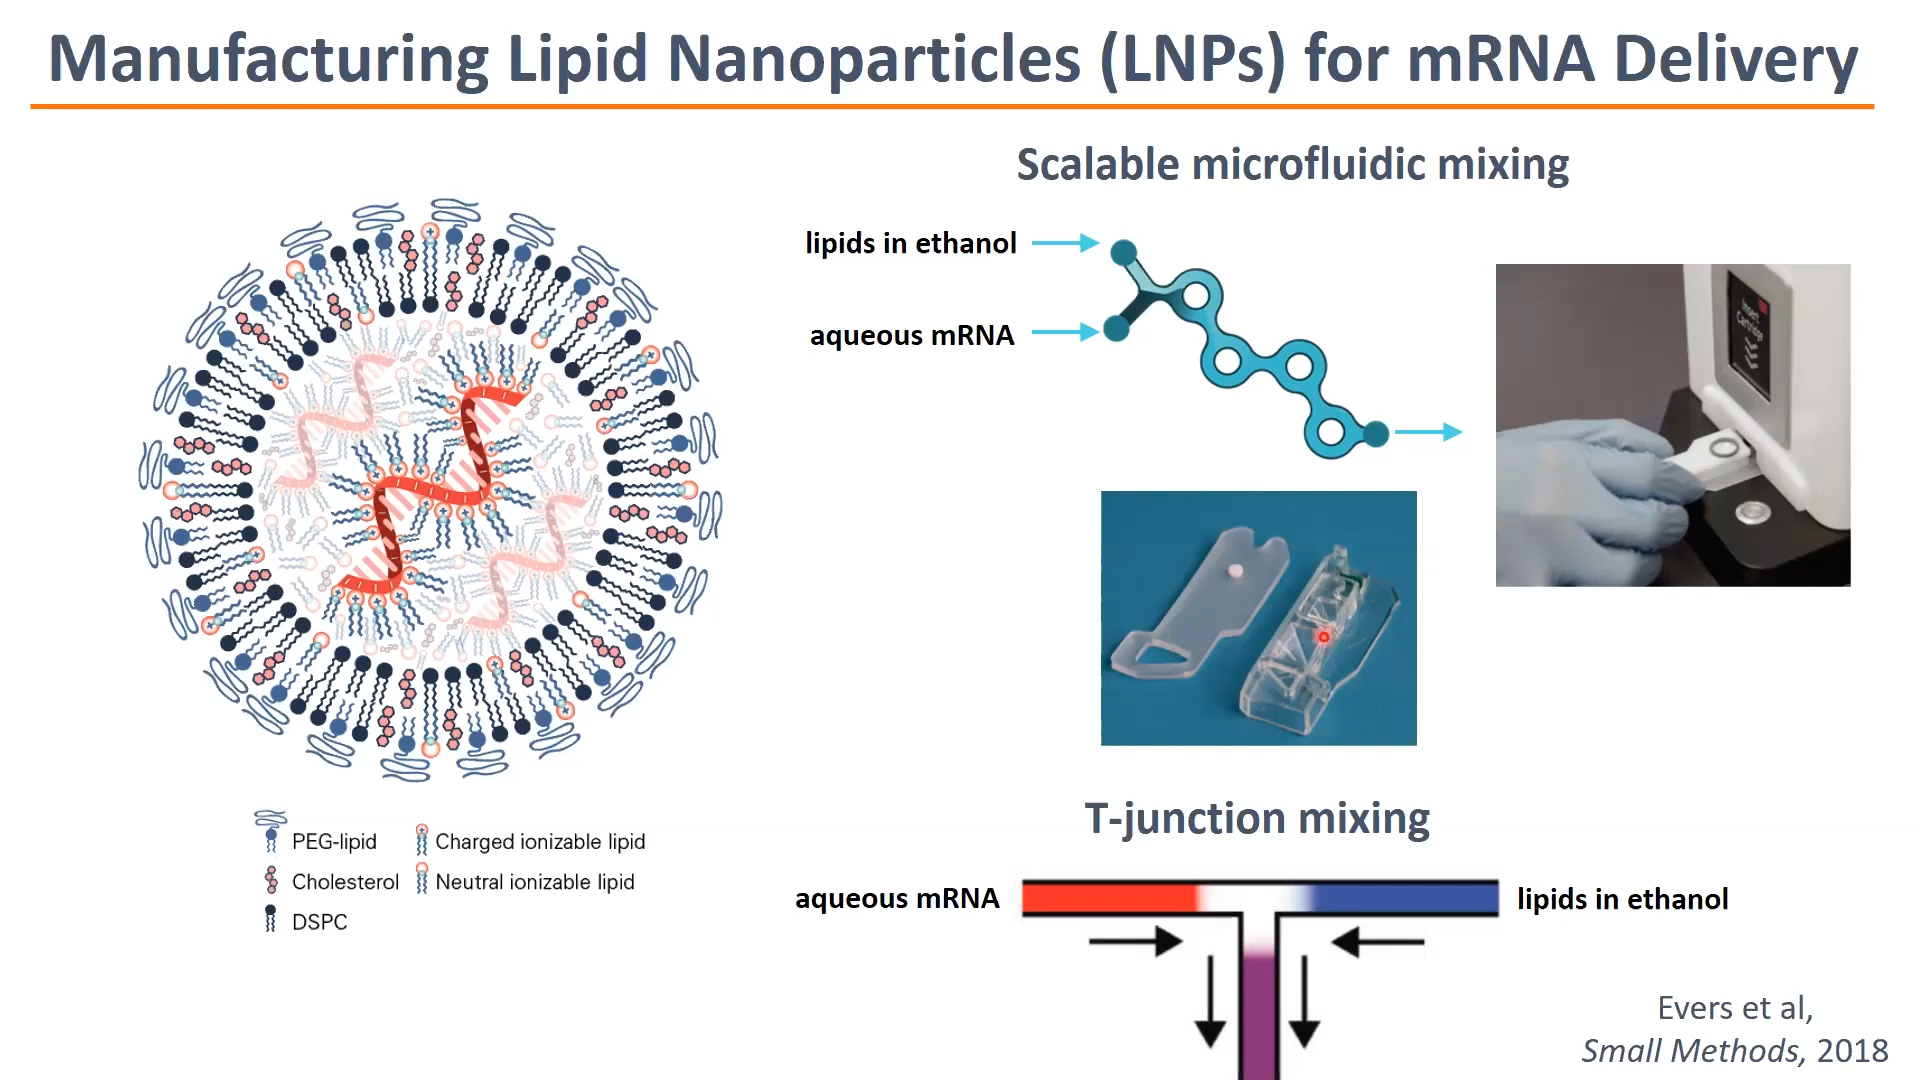 Manufacturing Lipid Nanoparticles (LNPs) for mRNA Delivery
Scalable microfluidic mixing
lipids in ethanol
aqueous mRNA
Insert
Cartridge
PEG-lipid
Charged ionizable lipid
Cholesterol
Neutral ionizable lipid
DSPC
T-junction mixing
aqueous mRNA
lipids in ethanol
Evers et al,
Small Methods, 2018